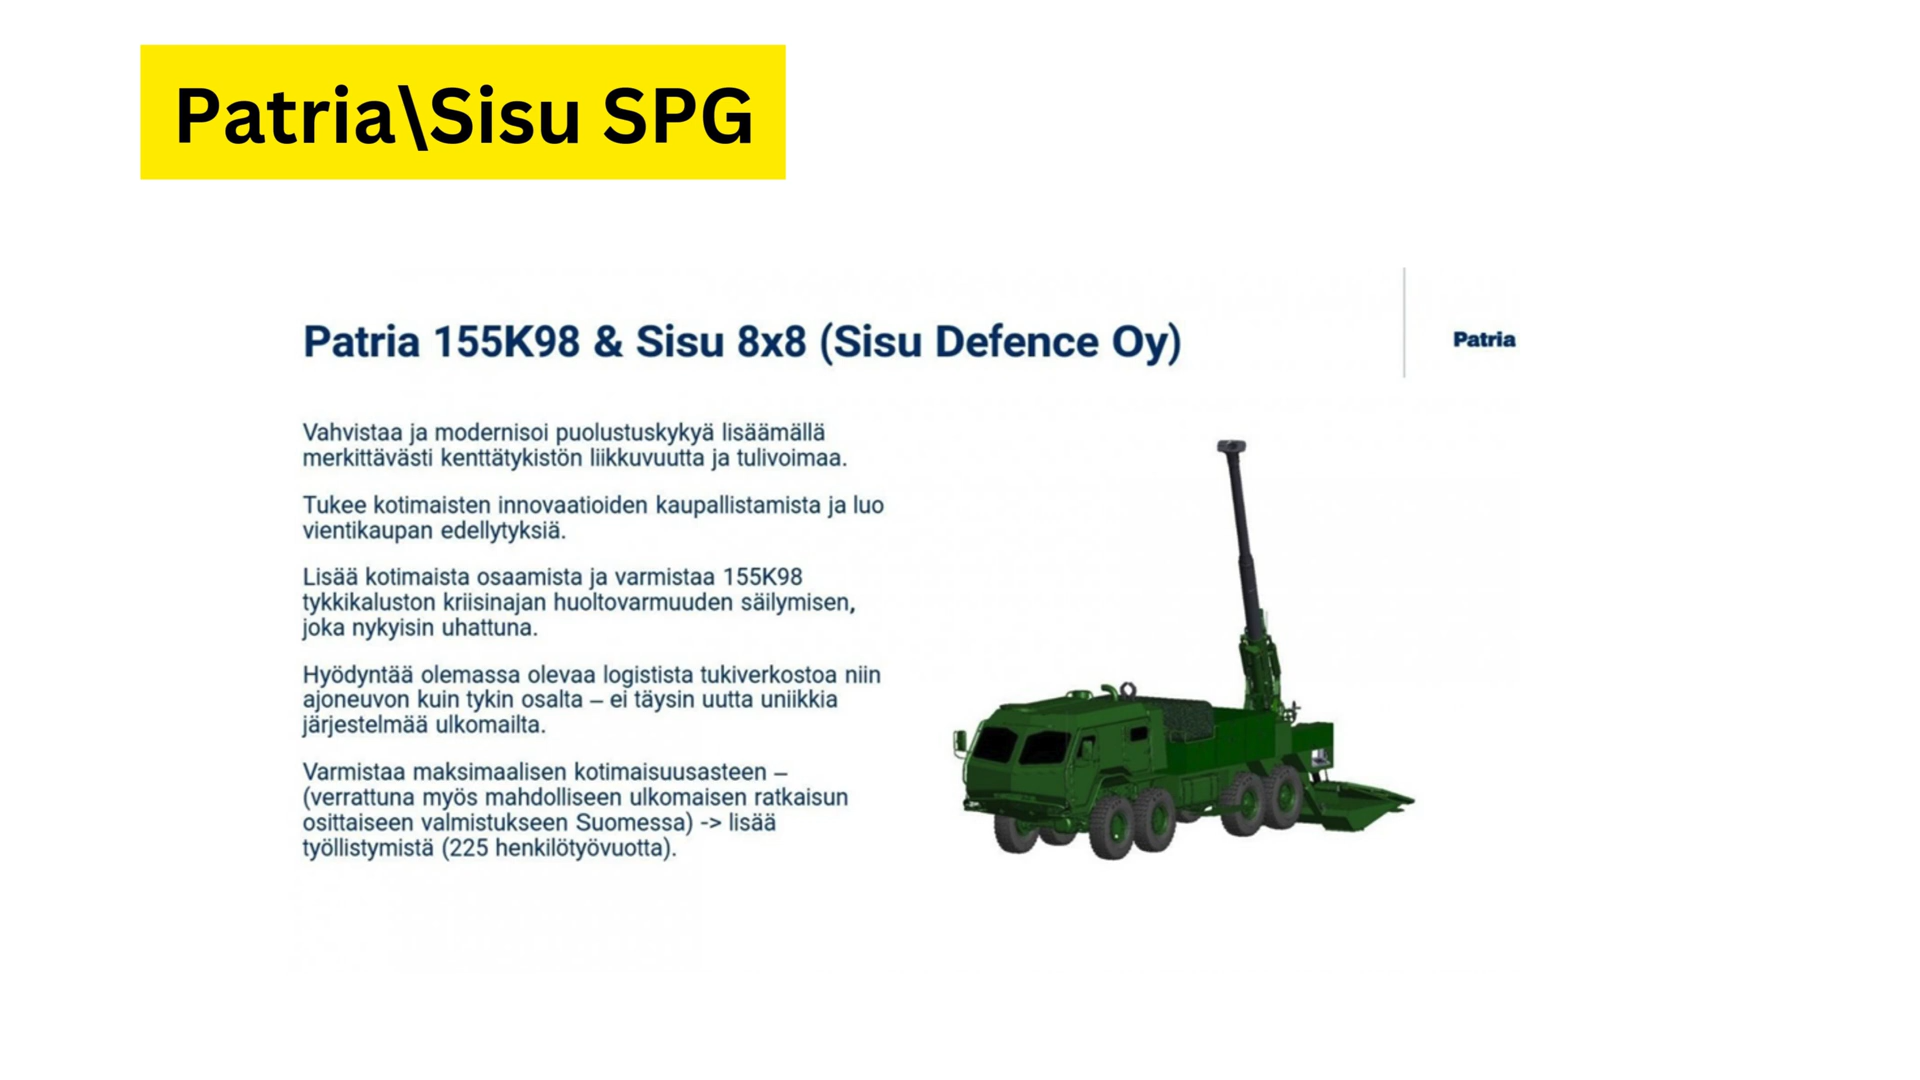 Patria\Sisu SPG
Patria 155K98 & Sisu 8x8 (Sisu Defence Oy)
Patria
Vahvistaa ja modernisoi puolustuskykyä lisäämällä
merkittävästi kenttätykistön liikkuvuutta ja tulivoimaa.
Tukee kotimaisten innovaatioiden kaupallistamista ja luo
vientikaupan edellytyksiä.
Lisää kotimaista osaamista ja varmistaa 155K98
tykkikaluston kriisinajan huoltovarmuuden säilymisen,
joka nykyisin uhattuna.
Hyödyntää olemassa olevaa logistista tukiverkostoa niin
ajoneuvon kuin tykin osalta – ei täysin uutta uniikkia
järjestelmää ulkomailta.
Varmistaa maksimaalisen kotimaisuusasteen –
(verrattuna myös mahdolliseen ulkomaisen ratkaisun
osittaiseen valmistukseen Suomessa) -> lisää
työllistymistä (225 henkilötyövuotta).